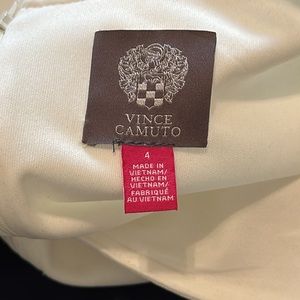 VINCE
CAMUTO
4
MADE IN
VIETNAM/
HECHO EN
VIETNAM/
FABRIQUÉ
AU VIETNAM